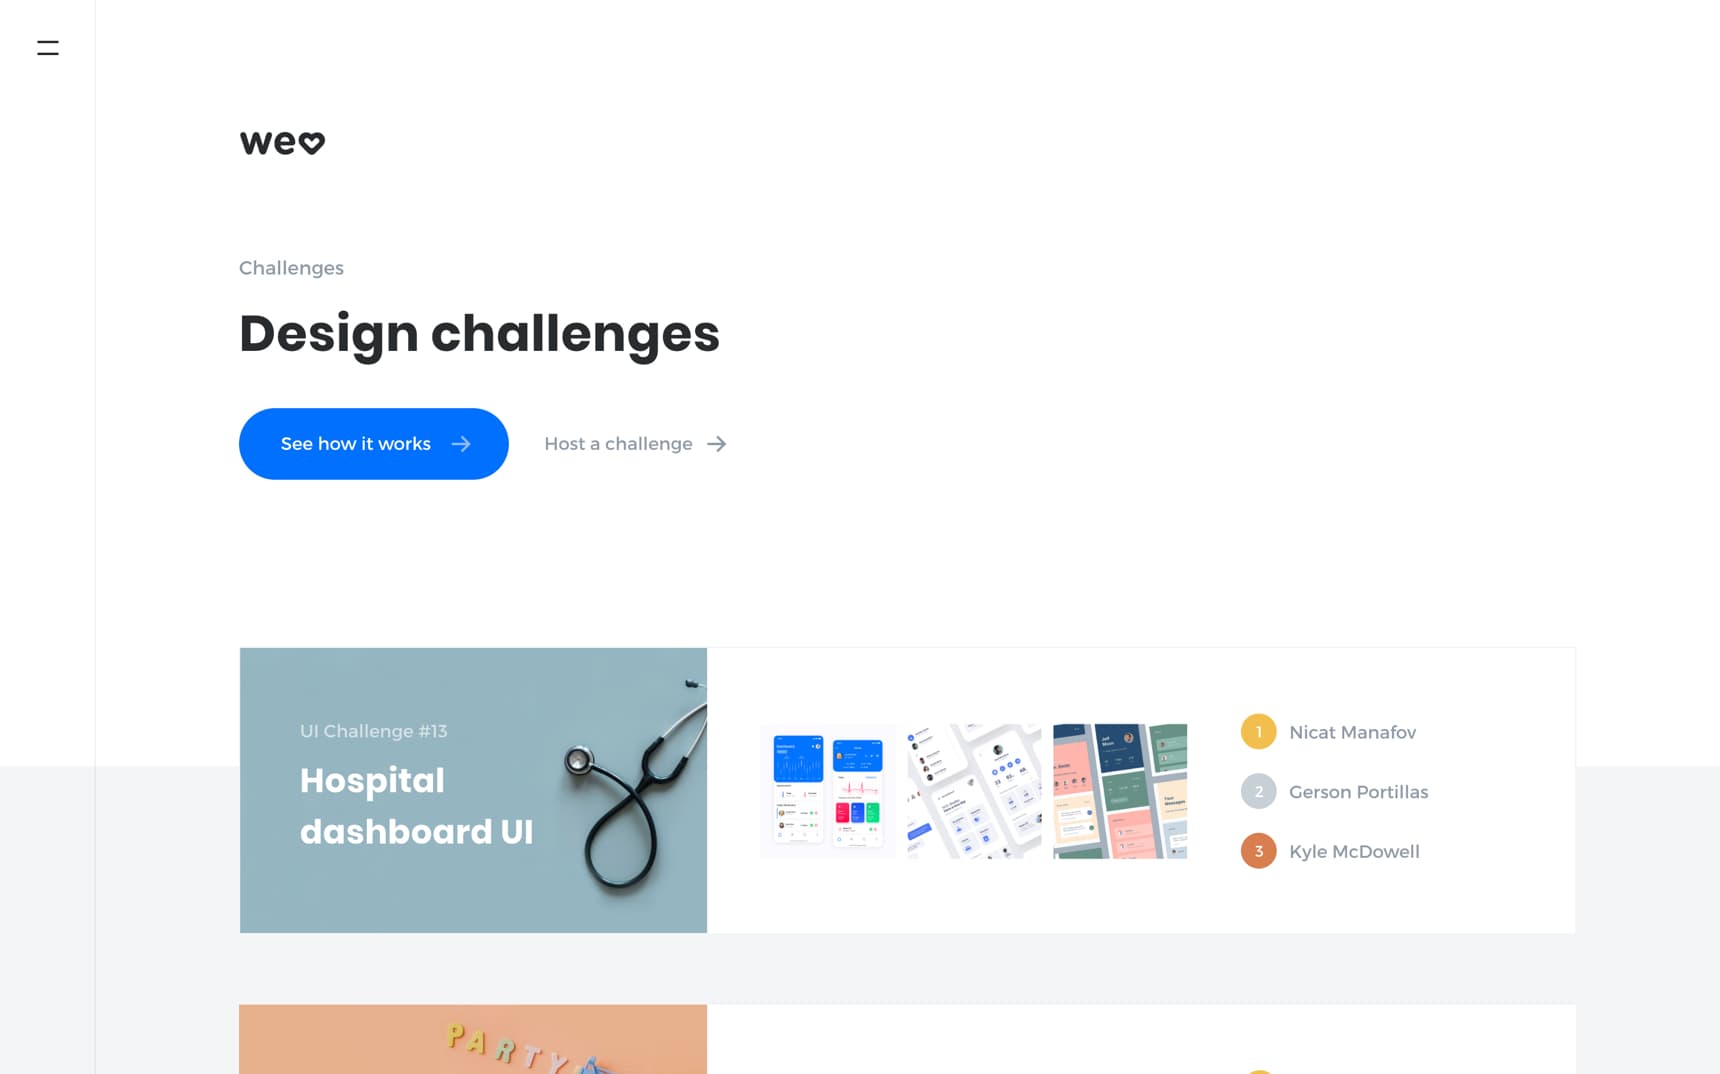 we
Challenges
Design challenges
See how it works
Host a challenge
UI Challenge #13
Hospital
dashboard UI
1 Nicat Manafov
2 Gerson Portillas
3 Kyle McDowell
PARTY